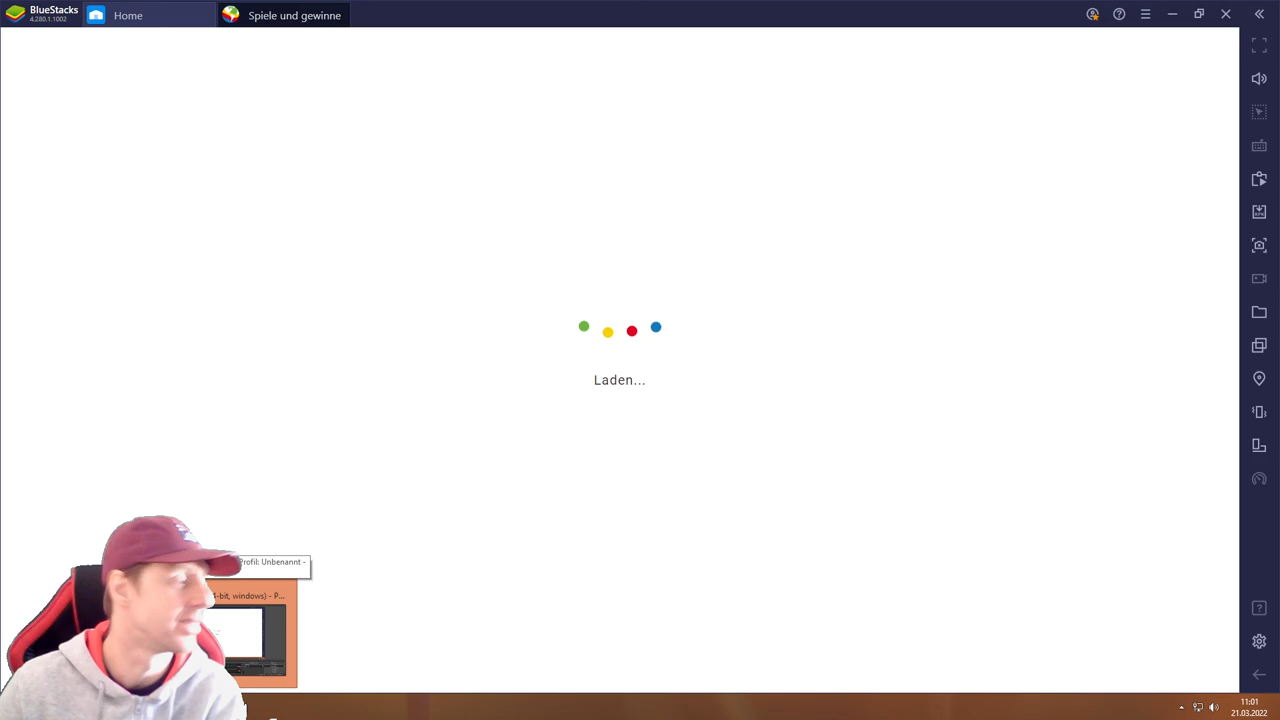 BlueStacks
4.280.1.1002
Home
Spiele und gewinne
Laden...
Profil: Unbenannt -
4-bit, windows) - P...
11:01
21.03.2022